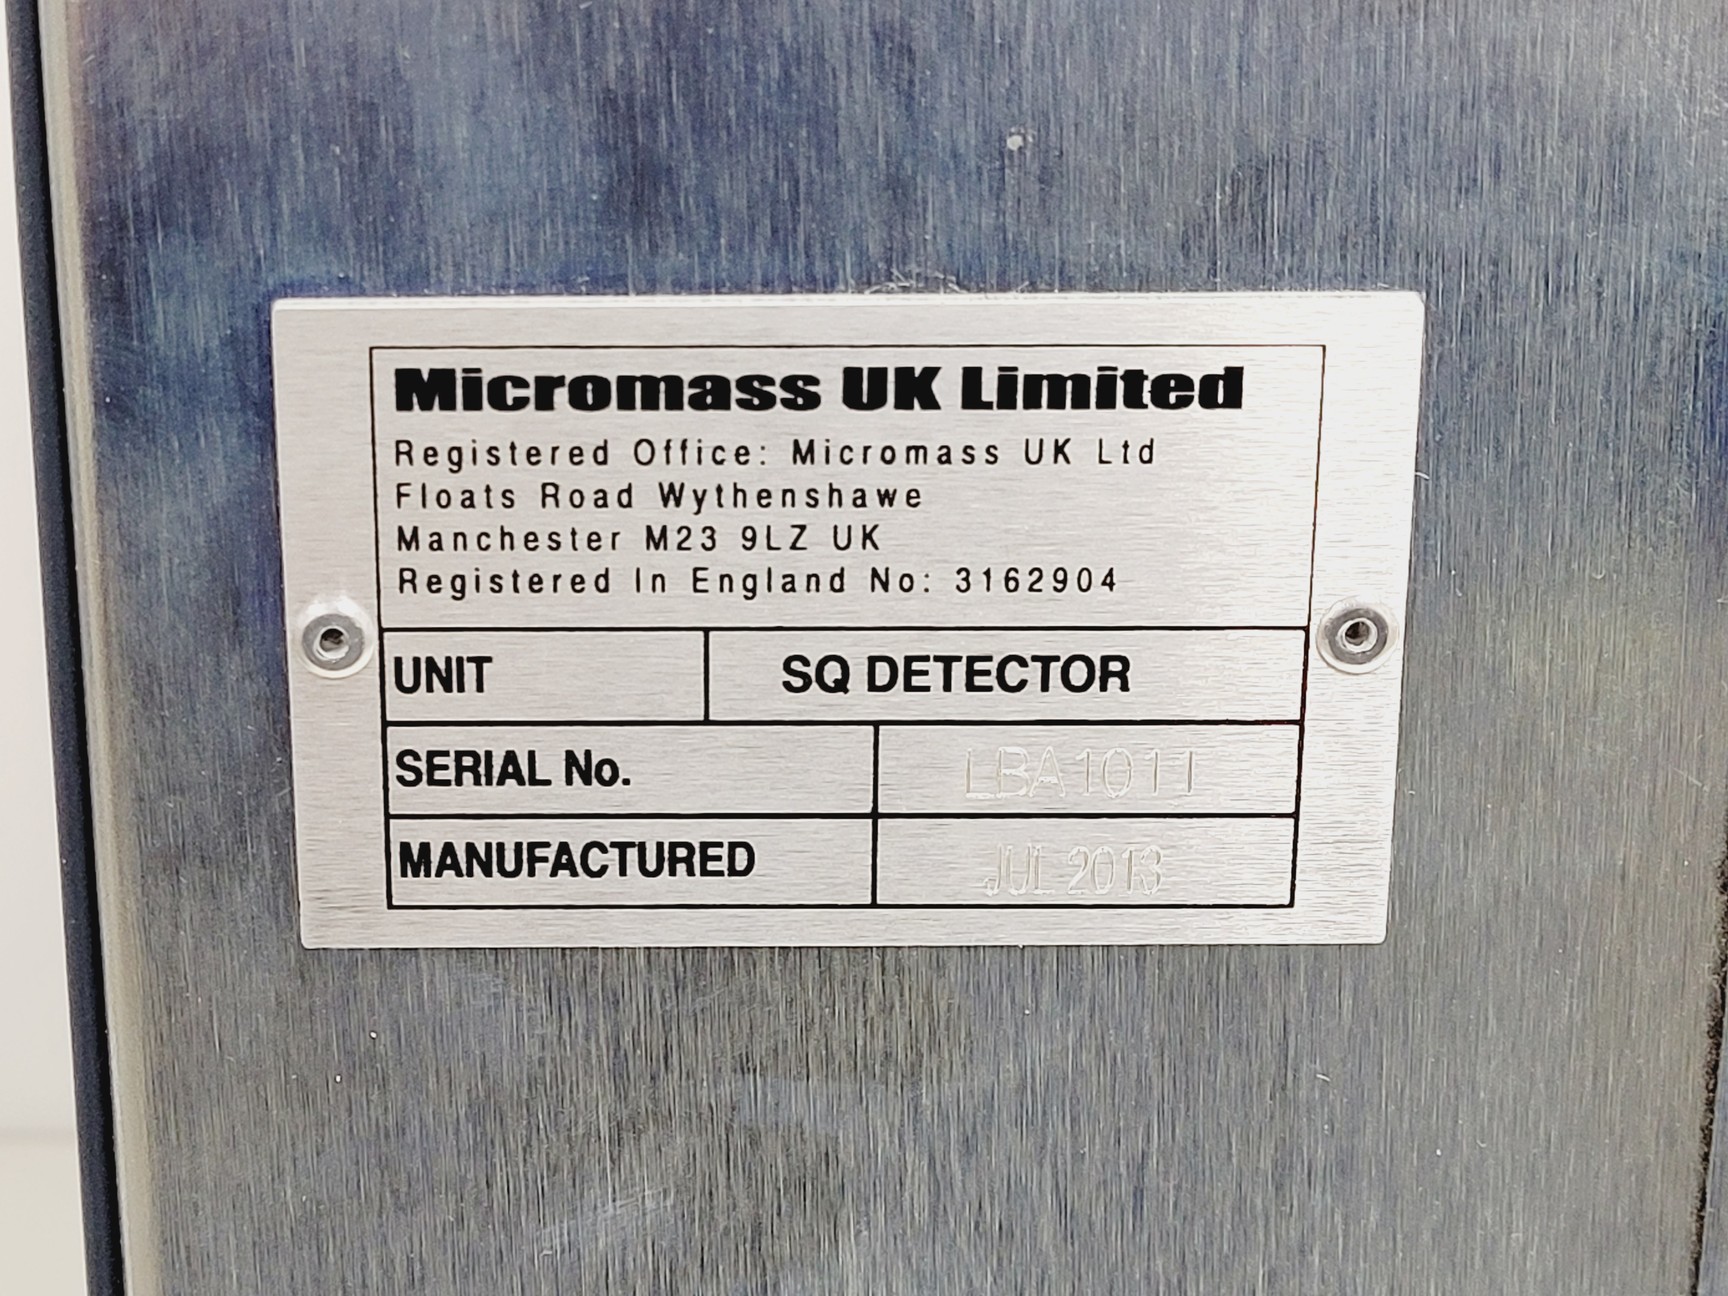 Micromass UK Limited
Registered Office: Micromass UK Ltd
Floats Road Wythenshawe
Manchester M23 9LZ UK
Registered In England No: 3162904
UNIT SQ DETECTOR
SERIAL No. LBA1011
MANUFACTURED JUL 2013